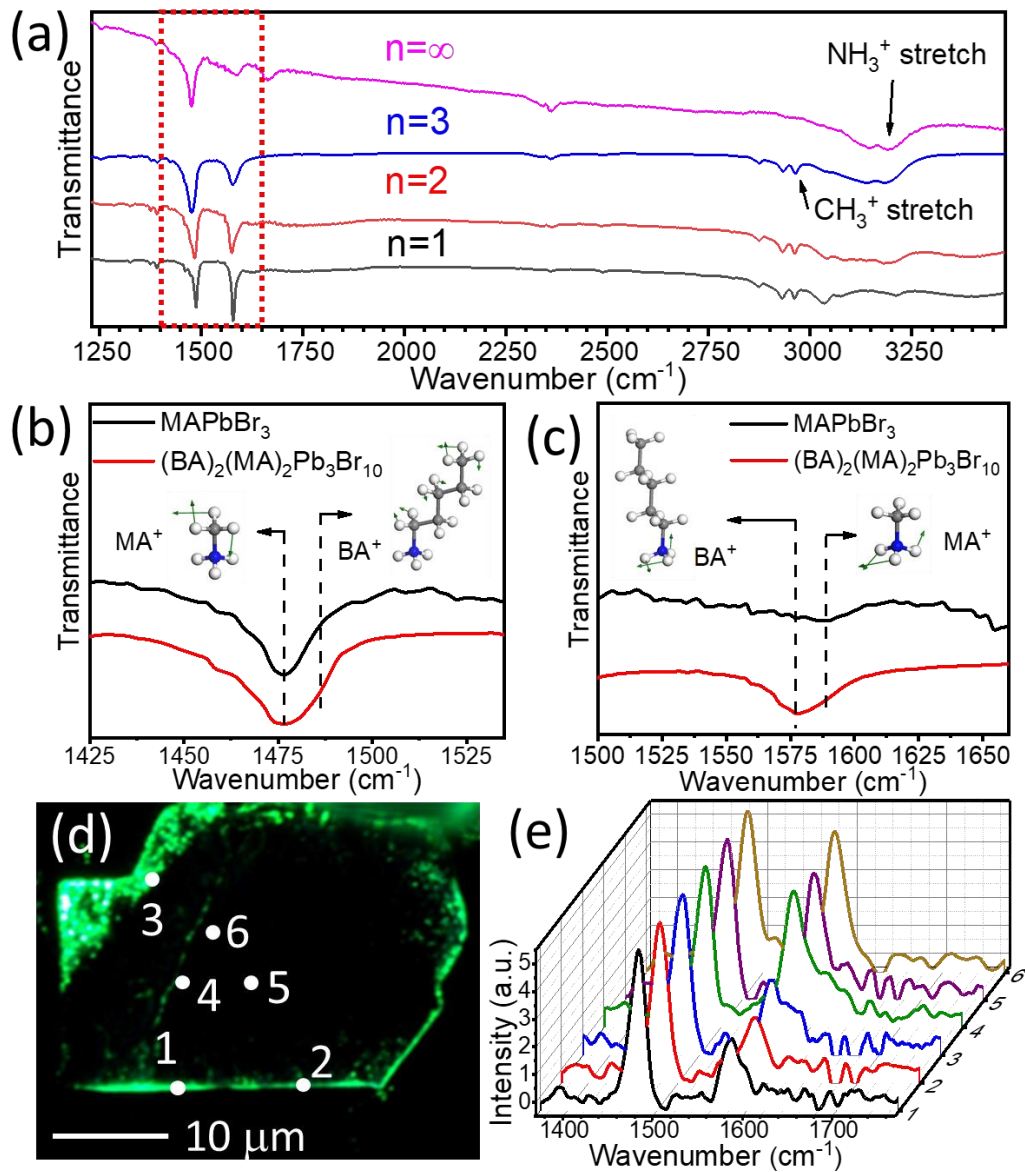 (a)
n=∞
n=3
n=2
n=1
NH₃⁺ stretch
CH₃⁺ stretch
Transmittance
1250 1500 1750 2000 2250 2500 2750 3000 3250
Wavenumber (cm⁻¹)
(b)
MAPbBr₃
(BA)₂(MA)₂Pb₃Br₁₀
MA⁺
BA⁺
Transmittance
1425 1450 1475 1500 1525
Wavenumber (cm⁻¹)
(c)
MAPbBr₃
(BA)₂(MA)₂Pb₃Br₁₀
BA⁺
MA⁺
Transmittance
1500 1525 1550 1575 1600 1625 1650
Wavenumber (cm⁻¹)
(d)
3
6
4
5
1
2
10 μm
(e)
Intensity (a.u.)
5
4
3
2
1
0
1400 1500 1600 1700
Wavenumber (cm⁻¹)
1
2
3
4
5
6